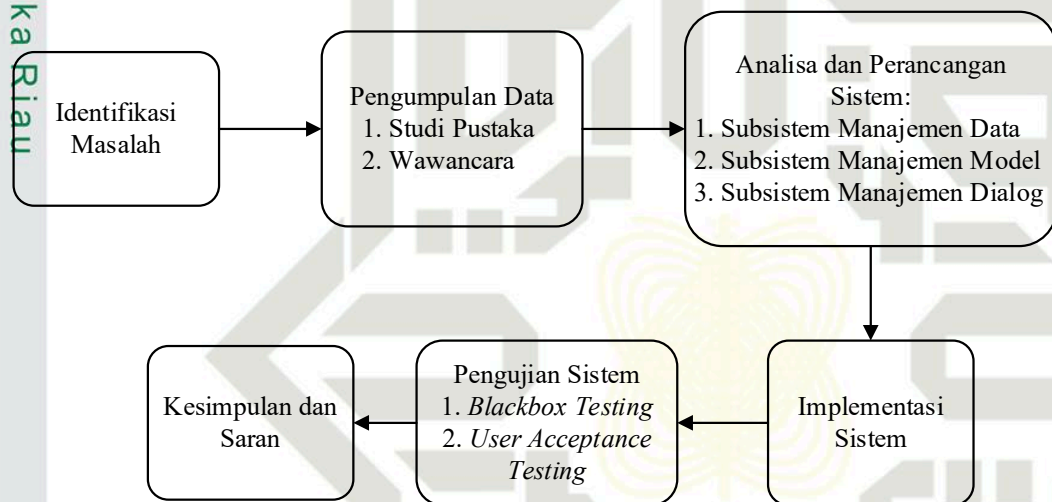 ka Riau
Identifikasi
Masalah
Pengumpulan Data
1. Studi Pustaka
2. Wawancara
Analisa dan Perancangan
Sistem:
1. Subsistem Manajemen Data
2. Subsistem Manajemen Model
3. Subsistem Manajemen Dialog
Implementasi
Sistem
Pengujian Sistem
1. Blackbox Testing
2. User Acceptance
Testing
Kesimpulan dan
Saran